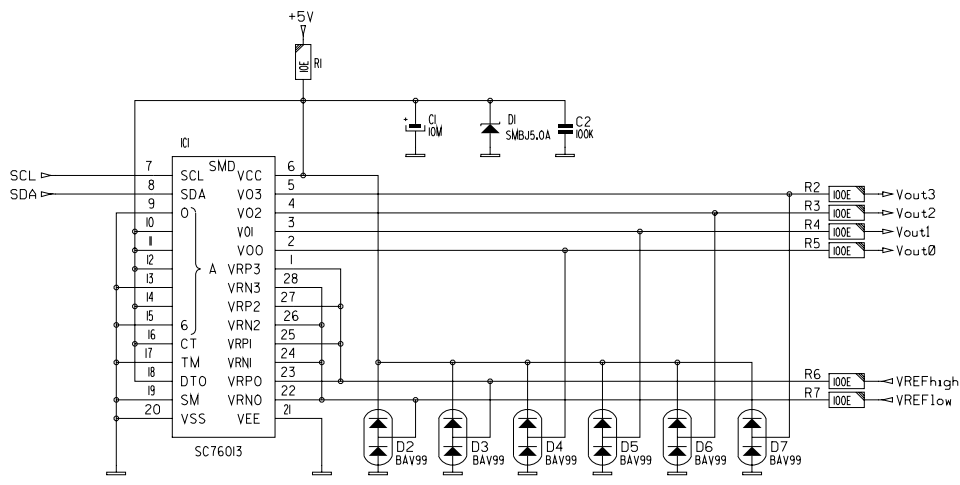 +5V
10E R1
C1 D1 C2
+ 10M SMBJ5.0A 100K
IC1
SMD
SCL 7 SCL VCC 6
SDA 8 SDA VO3 5 R2 100E Vout3
9 0 VO2 4 R3 100E Vout2
10 VO1 3 R4 100E Vout1
11 VO0 2 R5 100E Vout0
12 A VRP3 1
13 VRN3 28
14 VRP2 27
15 6 VRN2 26
16 CT VRP1 25
17 TM VRN1 24
18 DTO VRP0 23 R6 100E VREFhigh
19 SM VRN0 22 R7 100E VREFlow
20 VSS VEE 21
SC76013
D2 D3 D4 D5 D6 D7
BAV99 BAV99 BAV99 BAV99 BAV99 BAV99